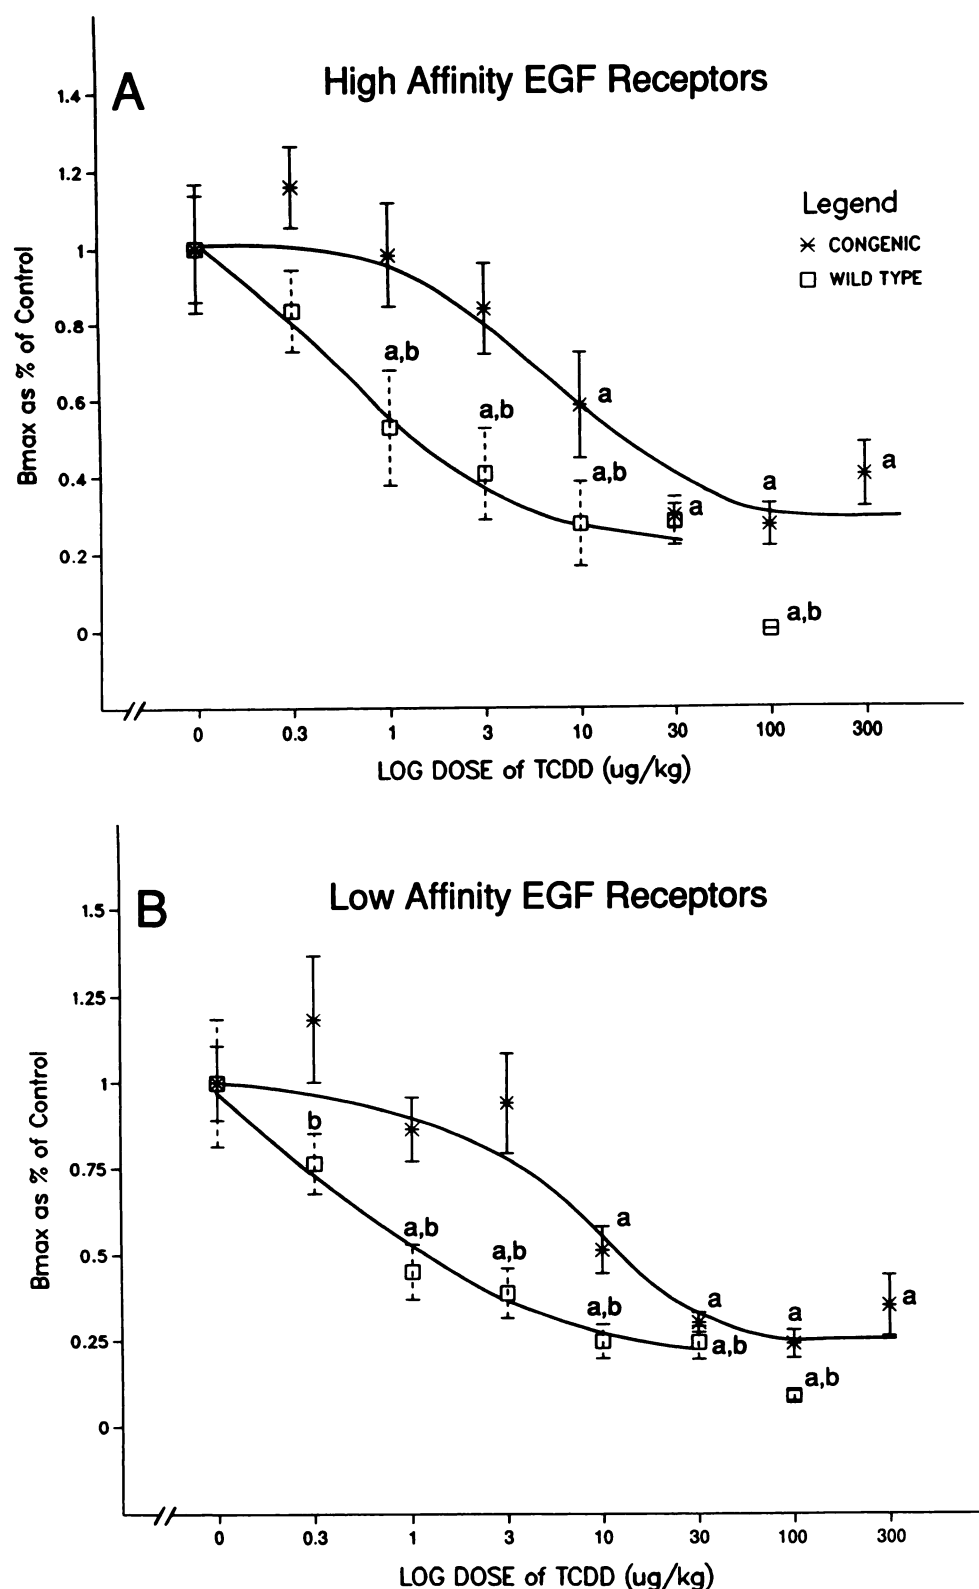 A
High Affinity EGF Receptors
1.4
1.2
1
0.8
0.6
0.4
0.2
0
Bmax as % of Control
Legend
CONGENIC
WILD TYPE
a,b
a,b
a
a,b
a
a
a
a,b
0 0.3 1 3 10 30 100 300
LOG DOSE of TCDD (ug/kg)
B
Low Affinity EGF Receptors
1.5
1.25
1
0.75
0.5
0.25
0
Bmax as % of Control
b
a,b
a,b
a
a,b
a
a,b
a
a
a,b
0 0.3 1 3 10 30 100 300
LOG DOSE of TCDD (ug/kg)